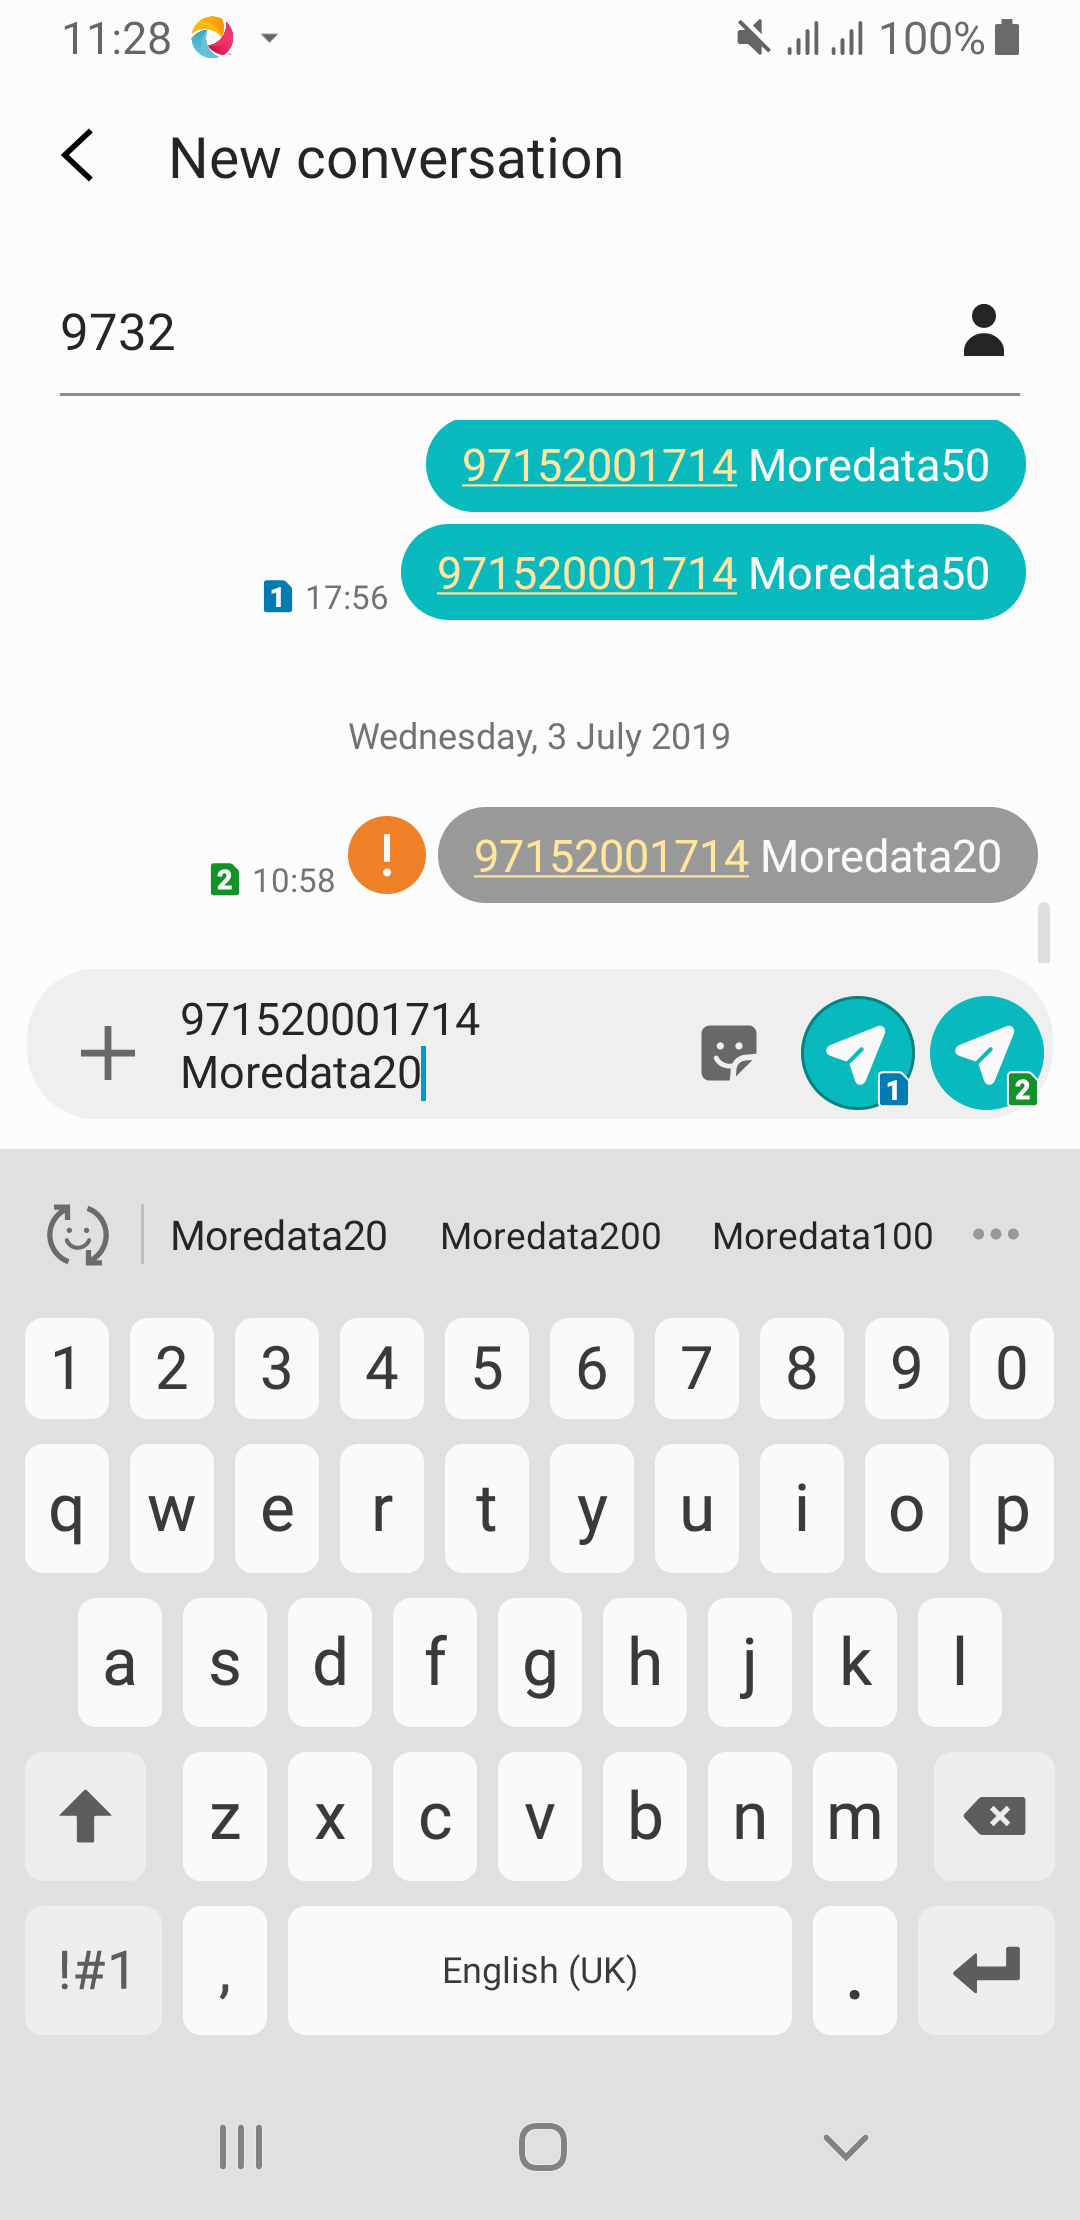 11:28 100%
New conversation
9732
97152001714 Moredata50
971520001714 Moredata50
1 17:56
Wednesday, 3 July 2019
97152001714 Moredata20
2 10:58
971520001714
Moredata20
1 2
Moredata20 Moredata200 Moredata100
1 2 3 4 5 6 7 8 9 0
q w e r t y u i o p
a s d f g h j k l
z x c v b n m
!#1 , English (UK) .